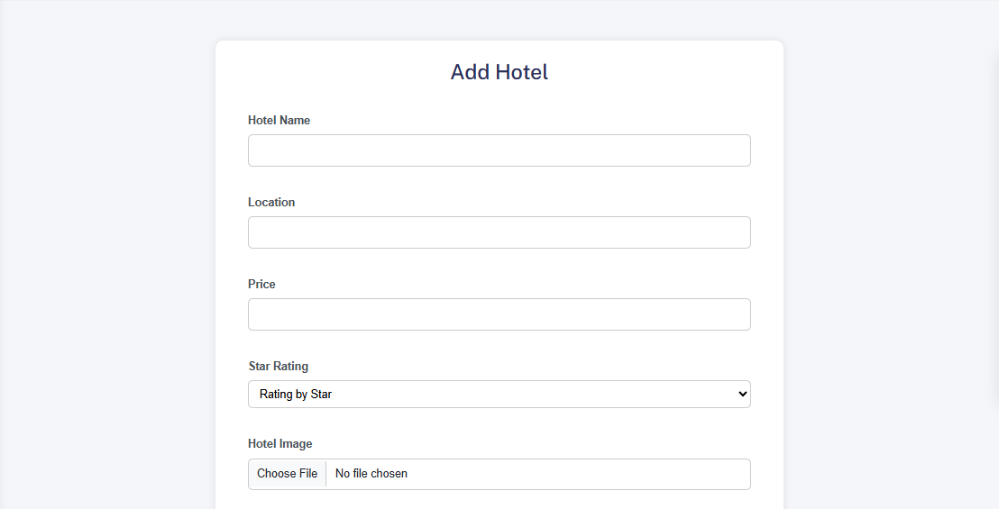 Add Hotel
Hotel Name
Location
Price
Star Rating
Rating by Star
Hotel Image
Choose File No file chosen